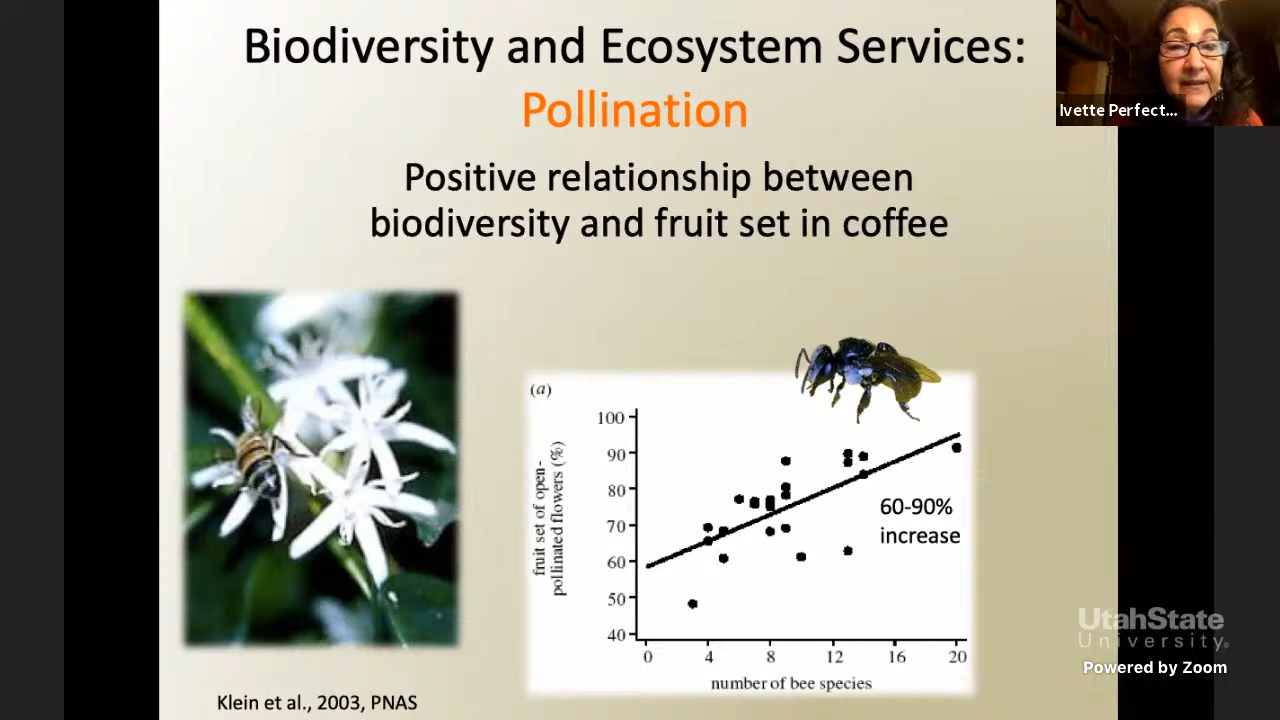 Biodiversity and Ecosystem Services:
Pollination
Ivette Perfect...
Positive relationship between
biodiversity and fruit set in coffee
(a)
fruit set of open-
pollinated flowers (%)
100
90
80
70
60
50
40
60-90%
increase
0 4 8 12 16 20
number of bee species
Klein et al., 2003, PNAS
UtahState
University®
Powered by Zoom